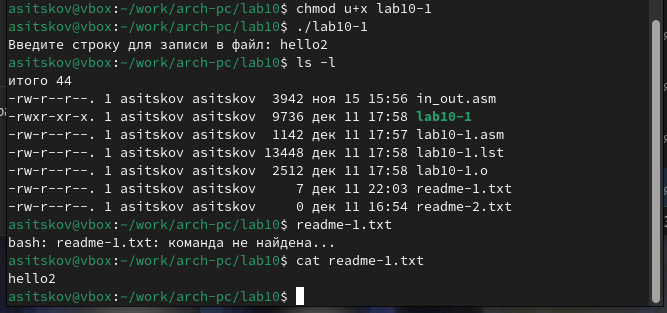 asitskov@vbox:~/work/arch-pc/lab10$ chmod u+x lab10-1
asitskov@vbox:~/work/arch-pc/lab10$ ./lab10-1
Введите строку для записи в файл: hello2
asitskov@vbox:~/work/arch-pc/lab10$ ls -l
итого 44
-rw-r--r--. 1 asitskov asitskov  3942 ноя 15 15:56 in_out.asm
-rwxr-xr-x. 1 asitskov asitskov  9736 дек 11 17:58 lab10-1
-rw-r--r--. 1 asitskov asitskov  1142 дек 11 17:57 lab10-1.asm
-rw-r--r--. 1 asitskov asitskov 13448 дек 11 17:58 lab10-1.lst
-rw-r--r--. 1 asitskov asitskov  2512 дек 11 17:58 lab10-1.o
-rw-r--r--. 1 asitskov asitskov     7 дек 11 22:03 readme-1.txt
-rw-r--r--. 1 asitskov asitskov     0 дек 11 16:54 readme-2.txt
asitskov@vbox:~/work/arch-pc/lab10$ readme-1.txt
bash: readme-1.txt: команда не найдена...
asitskov@vbox:~/work/arch-pc/lab10$ cat readme-1.txt
hello2
asitskov@vbox:~/work/arch-pc/lab10$